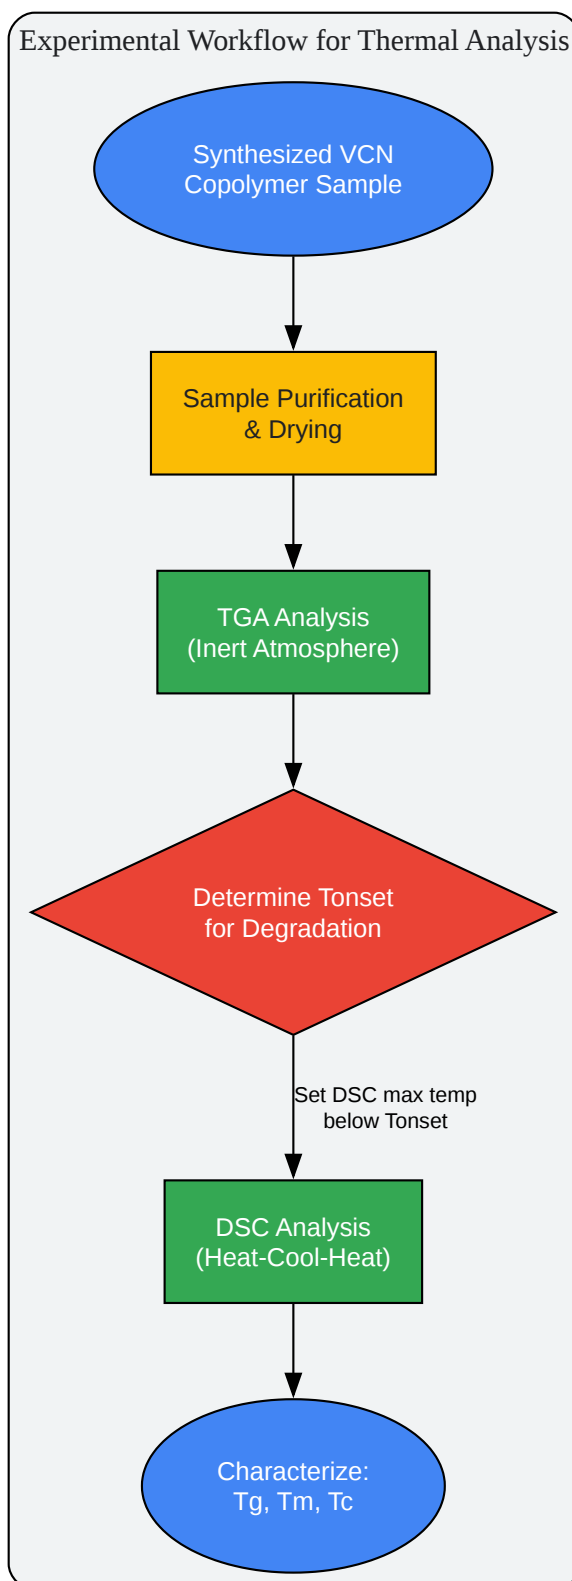 Experimental Workflow for Thermal Analysis
Synthesized VCN
Copolymer Sample
Sample Purification
& Drying
TGA Analysis
(Inert Atmosphere)
Determine Tonset
for Degradation
Set DSC max temp
below Tonset
DSC Analysis
(Heat-Cool-Heat)
Characterize:
Tg, Tm, Tc